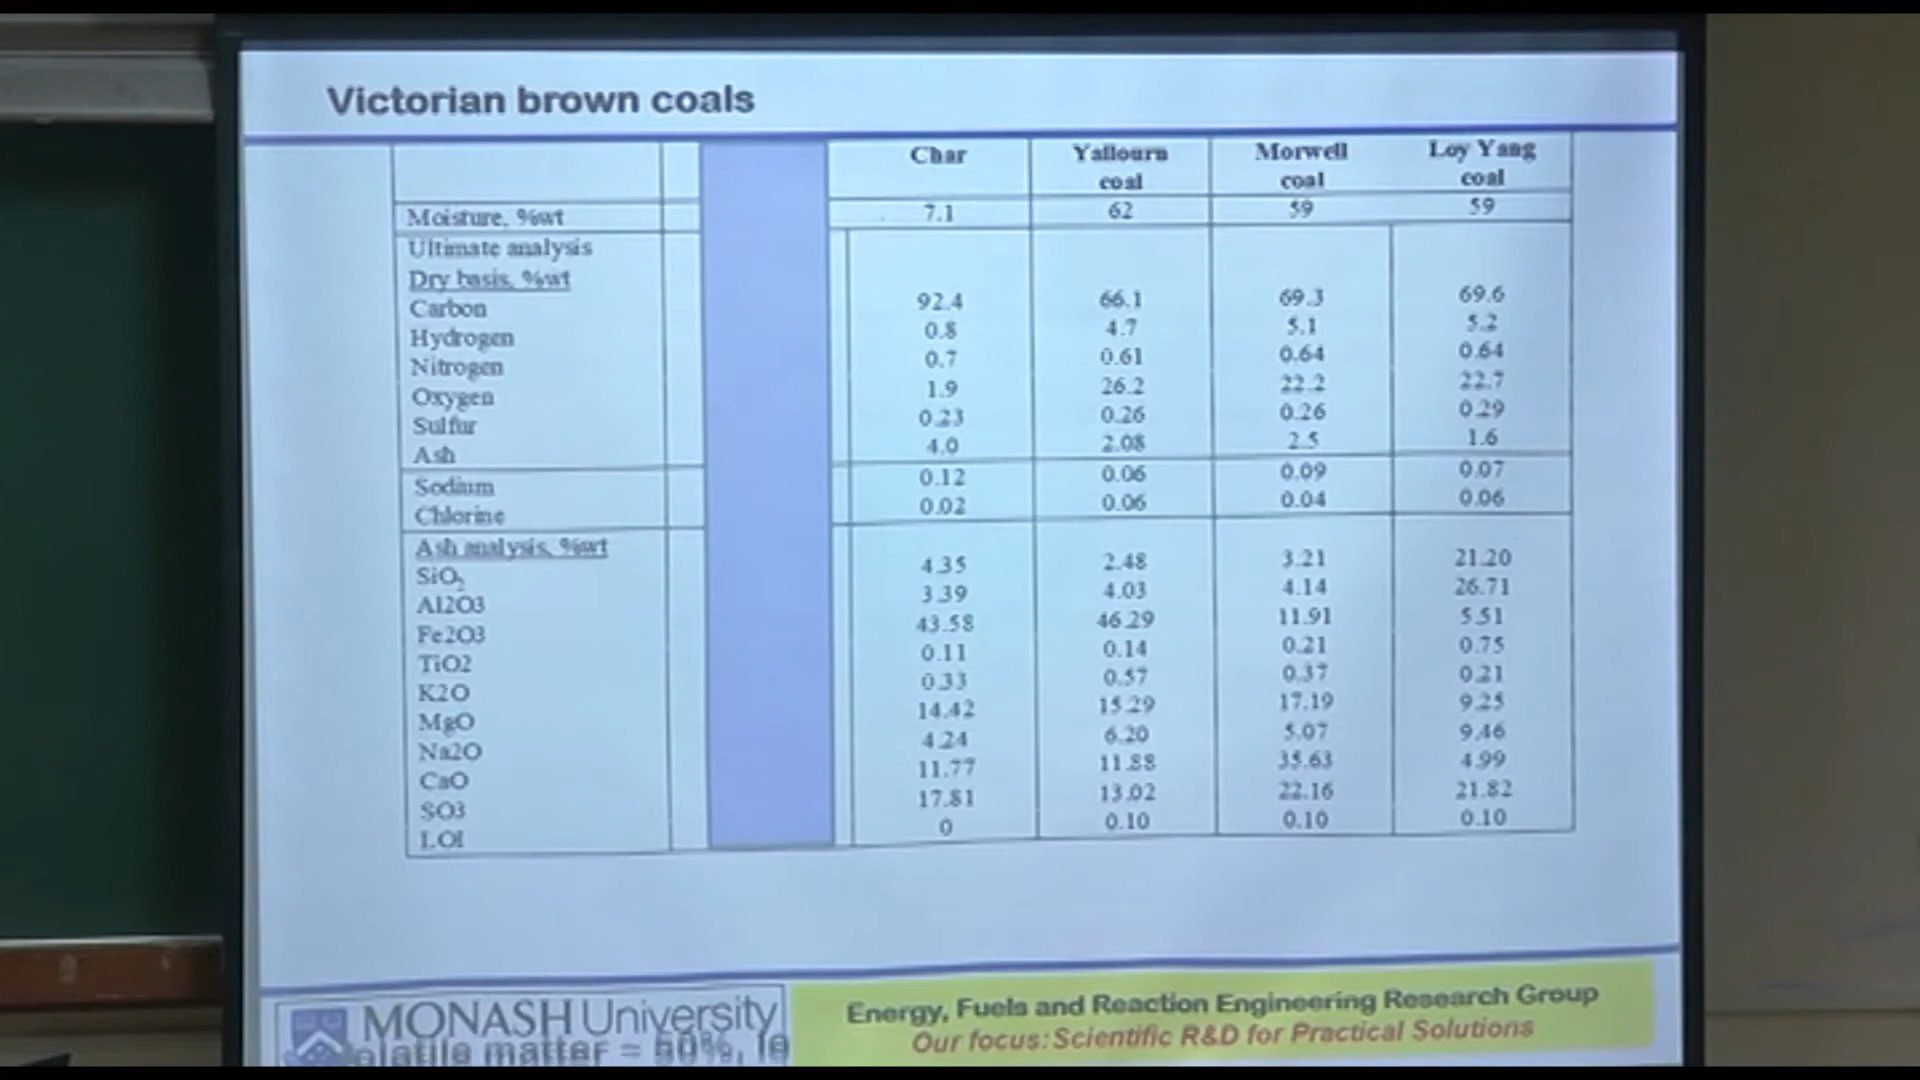 Victorian brown coals
Char Yallourn coal Morwell coal Loy Yang coal
Moisture, %wt 7.1 62 59 59
Ultimate analysis
Dry basis, %wt
Carbon 92.4 66.1 69.3 69.6
Hydrogen 0.8 4.7 5.1 5.2
Nitrogen 0.7 0.61 0.64 0.64
Oxygen 1.9 26.2 22.2 22.7
Sulfur 0.23 0.26 0.26 0.29
Ash 4.0 2.08 2.5 1.6
Sodium 0.12 0.06 0.09 0.07
Chlorine 0.02 0.06 0.04 0.06
Ash analysis, %wt
SiO2 4.35 2.48 3.21 21.20
Al2O3 3.39 4.03 4.14 26.71
Fe2O3 43.58 46.29 11.91 5.51
TiO2 0.11 0.14 0.21 0.75
K2O 0.33 0.57 0.37 0.21
MgO 14.42 15.29 17.19 9.25
Na2O 4.24 6.20 5.07 9.46
CaO 11.77 11.88 35.63 4.99
SO3 17.81 13.02 22.16 21.82
LOI 0 0.10 0.10 0.10
MONASH University
matter = 50%,
Energy, Fuels and Reaction Engineering Research Group
Our focus: Scientific R&D for Practical Solutions